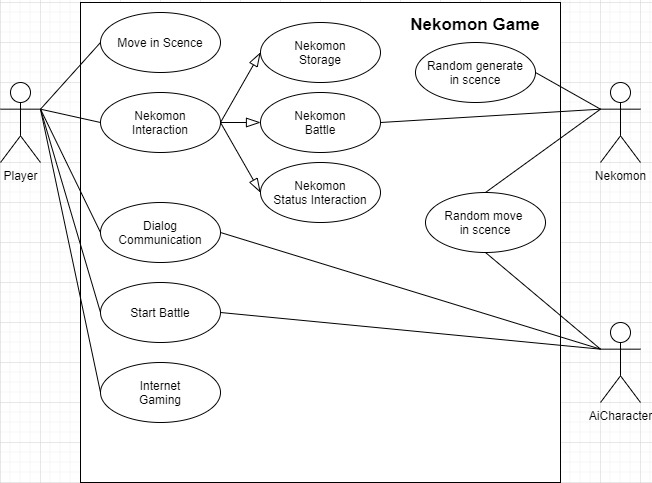 Nekomon Game
Move in Scence
Nekomon
Storage
Random generate
in scence
Nekomon
Interaction
Nekomon
Battle
Player
Nekomon
Nekomon
Status Interaction
Random move
in scence
Dialog
Communication
Start Battle
Internet
Gaming
AiCharacter